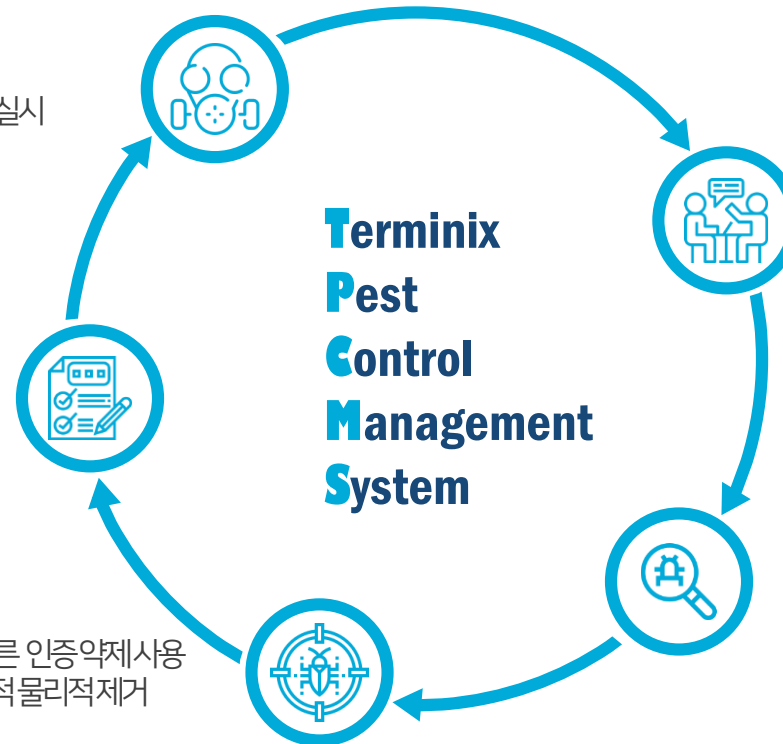 실시
Terminix
Pest
Control
Management
System
른 인증약제사용
적물리적제거